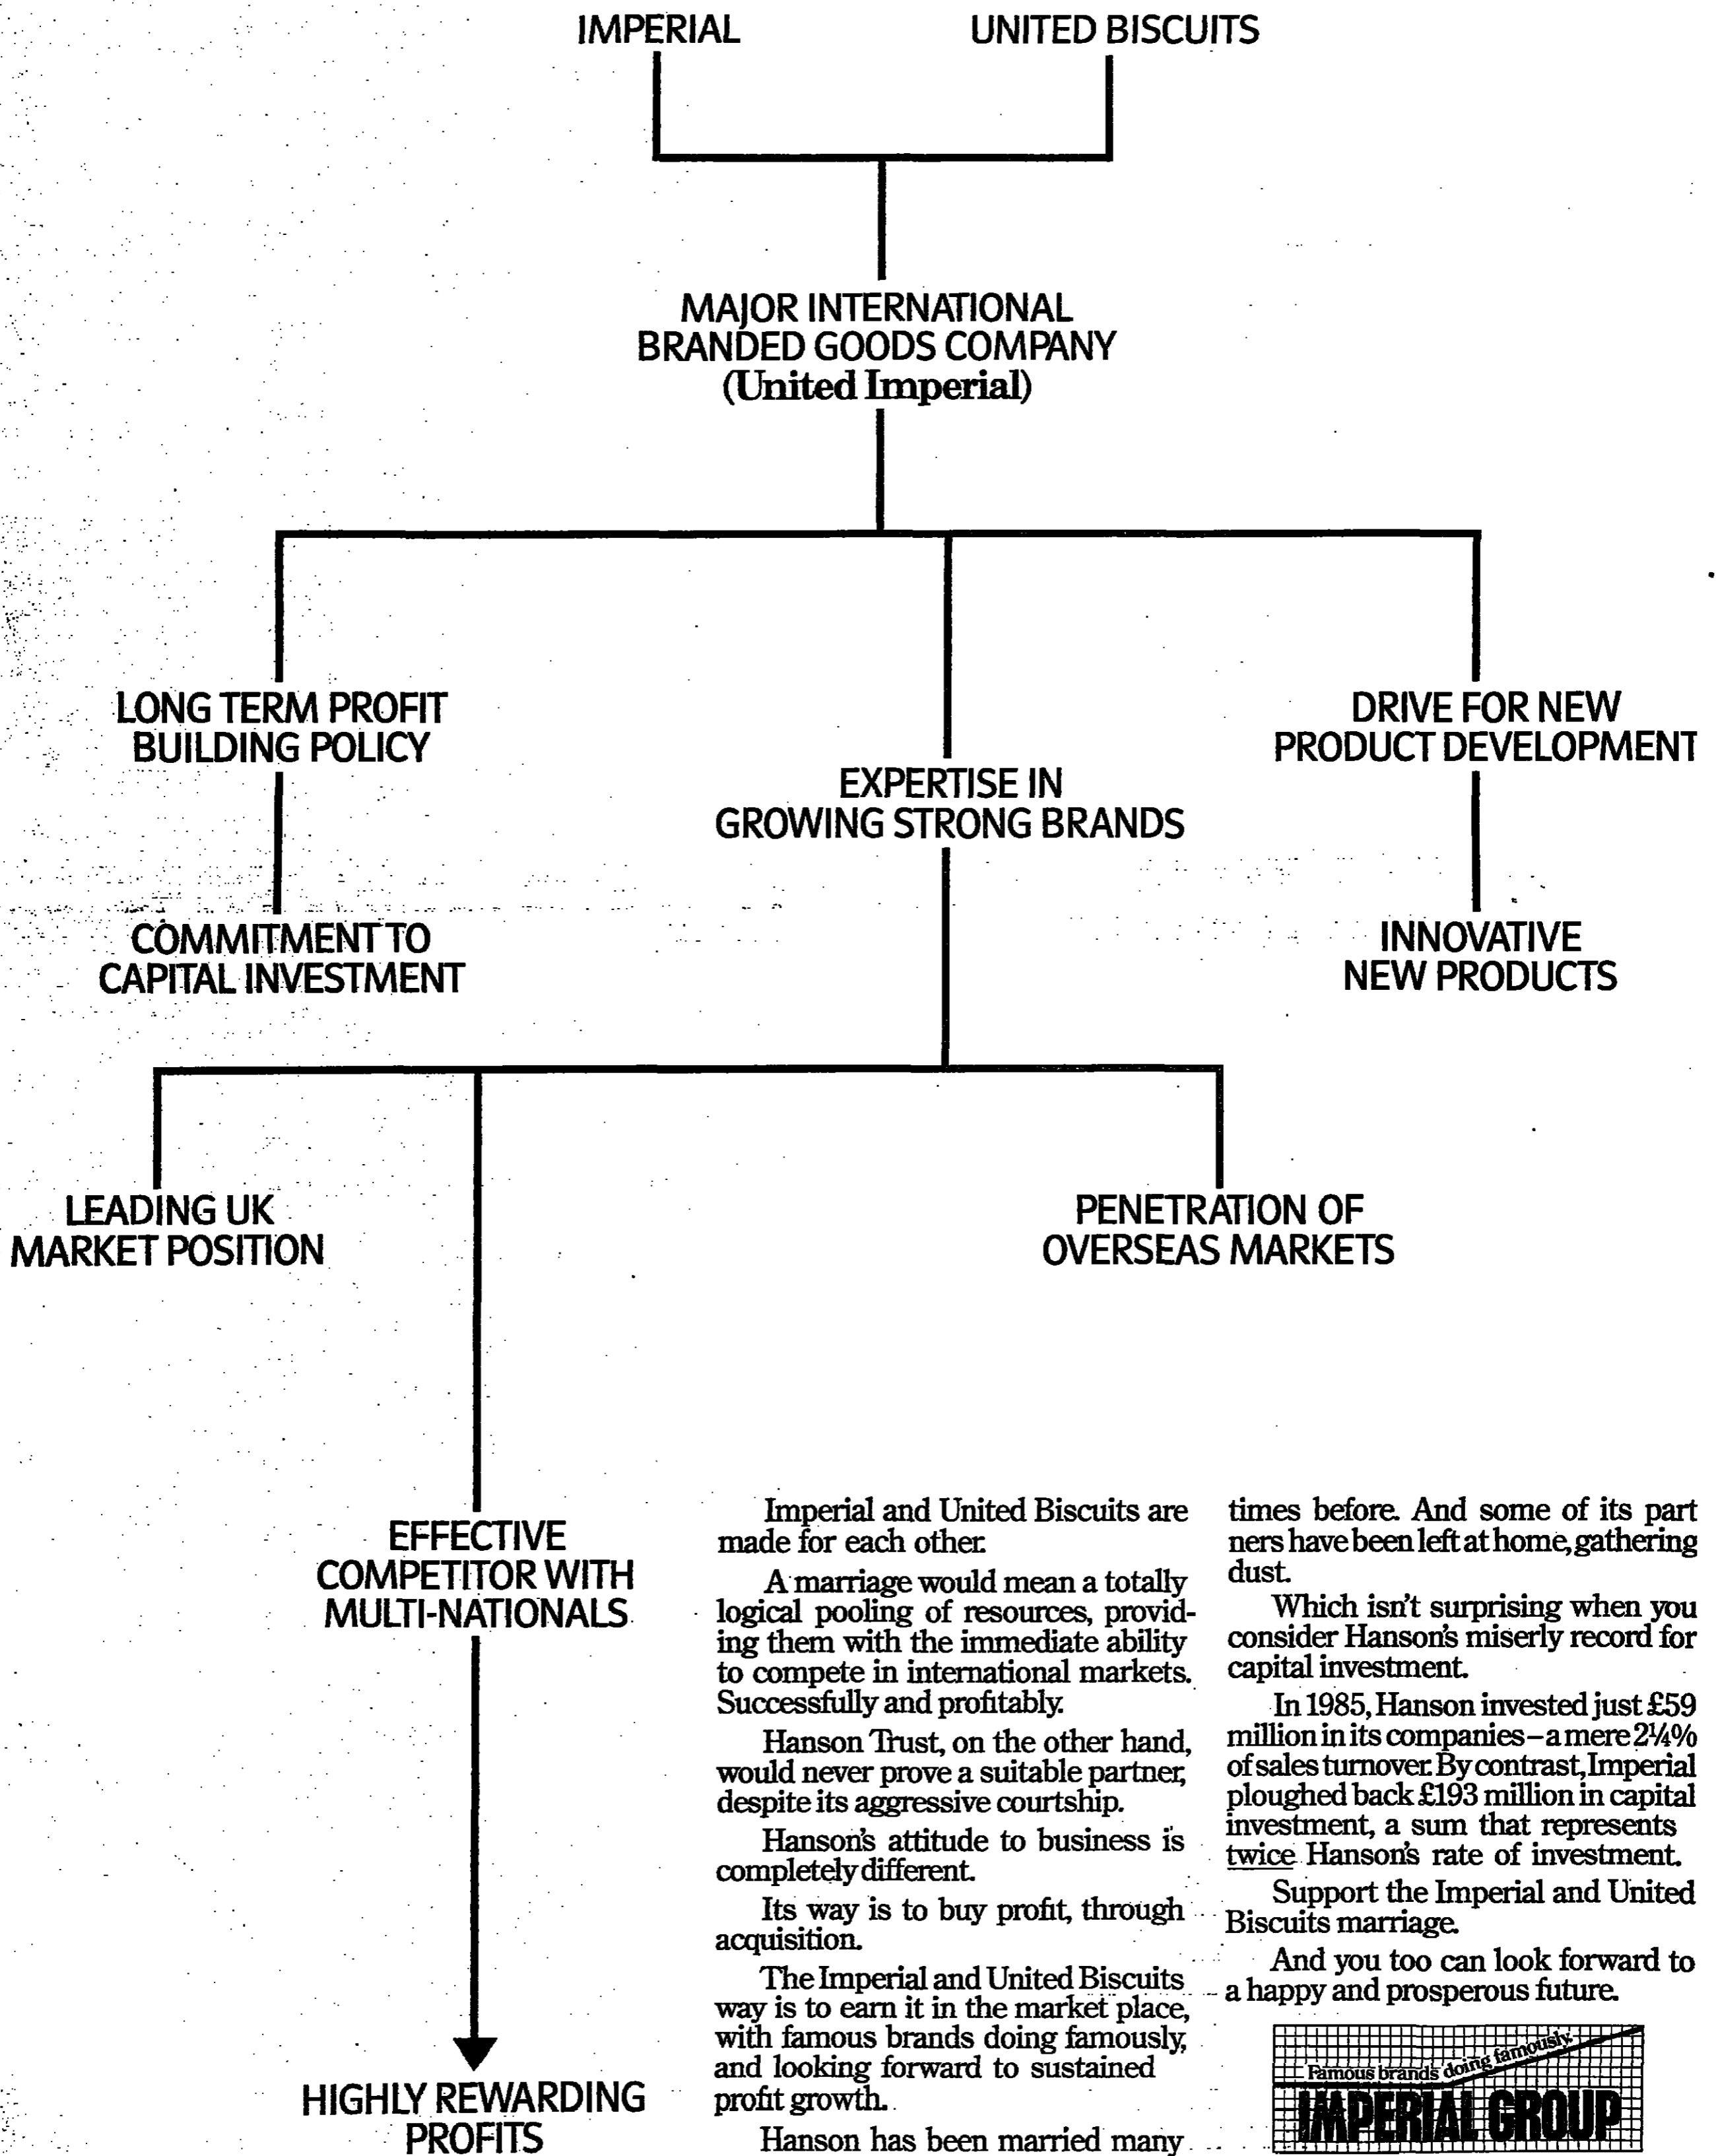 IMPERIAL
UNITED BISCUITS
MAJOR INTERNATIONAL
BRANDED GOODS COMPANY
(United Imperial)
LONG TERM PROFIT
BUILDING POLICY
EXPERTISE IN
GROWING STRONG BRANDS
DRIVE FOR NEW
PRODUCT DEVELOPMENT
COMMITMENT TO
CAPITAL INVESTMENT
INNOVATIVE
NEW PRODUCTS
LEADING UK
MARKET POSITION
PENETRATION OF
OVERSEAS MARKETS
EFFECTIVE
COMPETITOR WITH
MULTI-NATIONALS
HIGHLY REWARDING
PROFITS
Imperial and United Biscuits are
made for each other.
A marriage would mean a totally
logical pooling of resources, provid-
ing them with the immediate ability
to compete in international markets.
Successfully and profitably.
Hanson Trust, on the other hand,
would never prove a suitable partner,
despite its aggressive courtship.
Hanson's attitude to business is
completely different.
Its way is to buy profit, through
acquisition.
The Imperial and United Biscuits
way is to earn it in the market place,
with famous brands doing famously,
and looking forward to sustained
profit growth.
Hanson has been married many
times before. And some of its part
ners have been left at home, gathering
dust.
Which isn't surprising when you
consider Hanson's miserly record for
capital investment.
In 1985, Hanson invested just £59
million in its companies – a mere 2¼%
of sales turnover. By contrast, Imperial
ploughed back £193 million in capital
investment, a sum that represents
twice Hanson's rate of investment.
Support the Imperial and United
Biscuits marriage.
And you too can look forward to
a happy and prosperous future.
Famous brands doing famously.
IMPERIAL GROUP